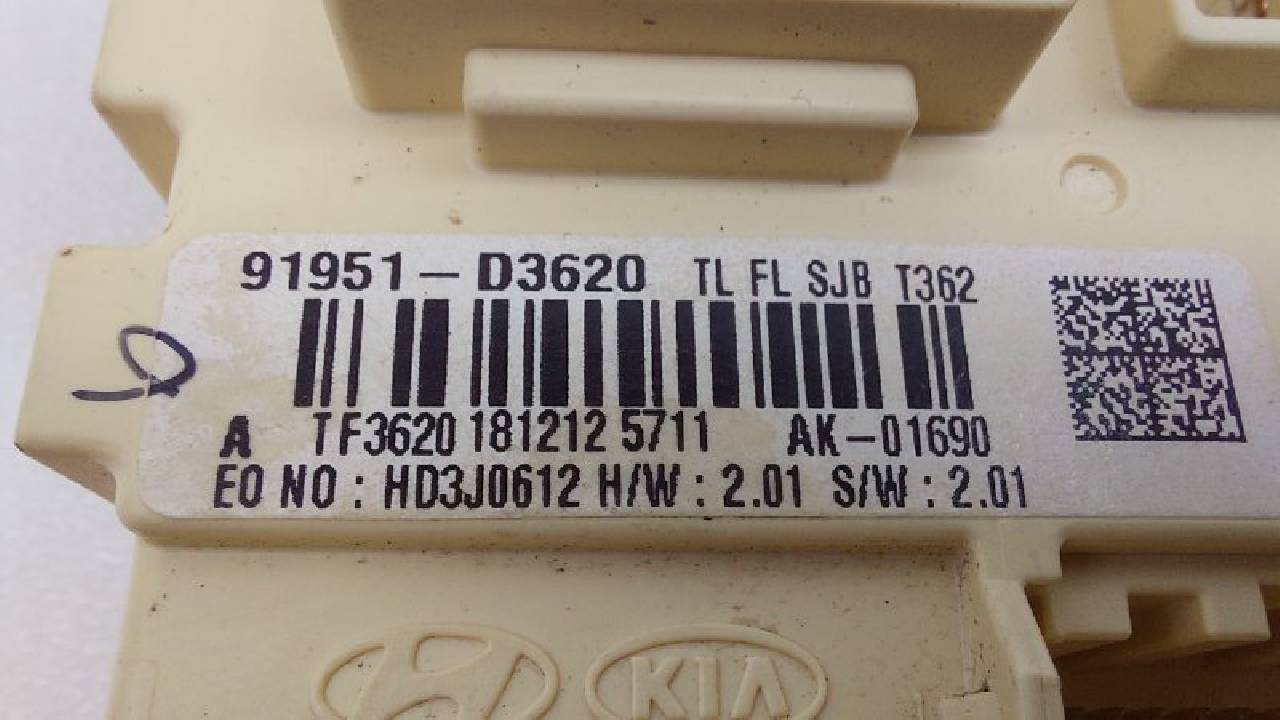 91951-D3620 TL FL SJB T362
A TF3620 181212 5711 AK-01690
EO NO : HD3J0612 H/W : 2.01 S/W : 2.01
KIA